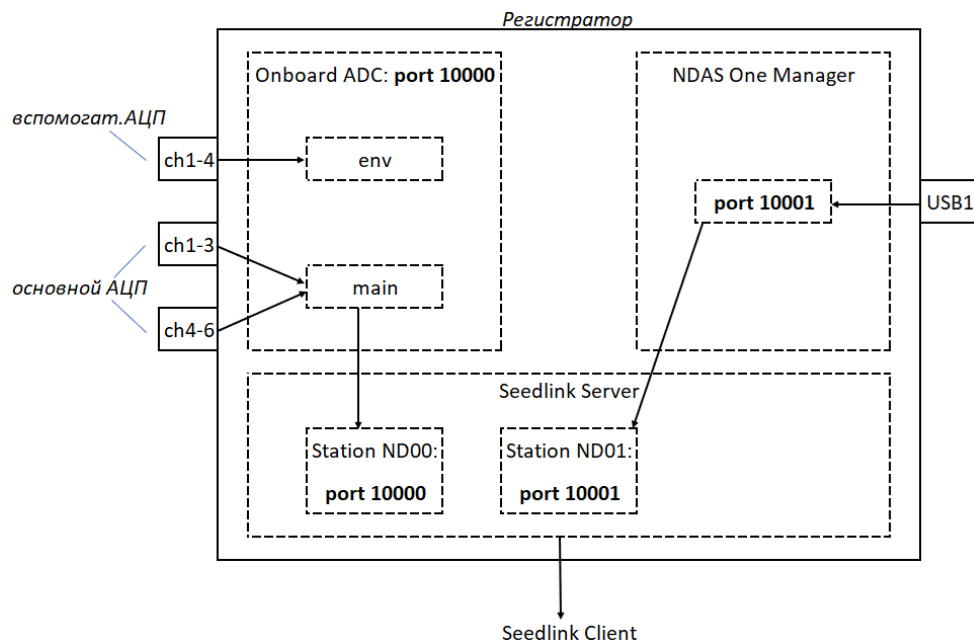 Регистратор
Onboard ADC: port 10000
NDAS One Manager
вспомогат.АЦП
ch1-4
env
port 10001
USB1
ch1-3
основной АЦП
main
ch4-6
Seedlink Server
Station ND00:
port 10000
Station ND01:
port 10001
Seedlink Client